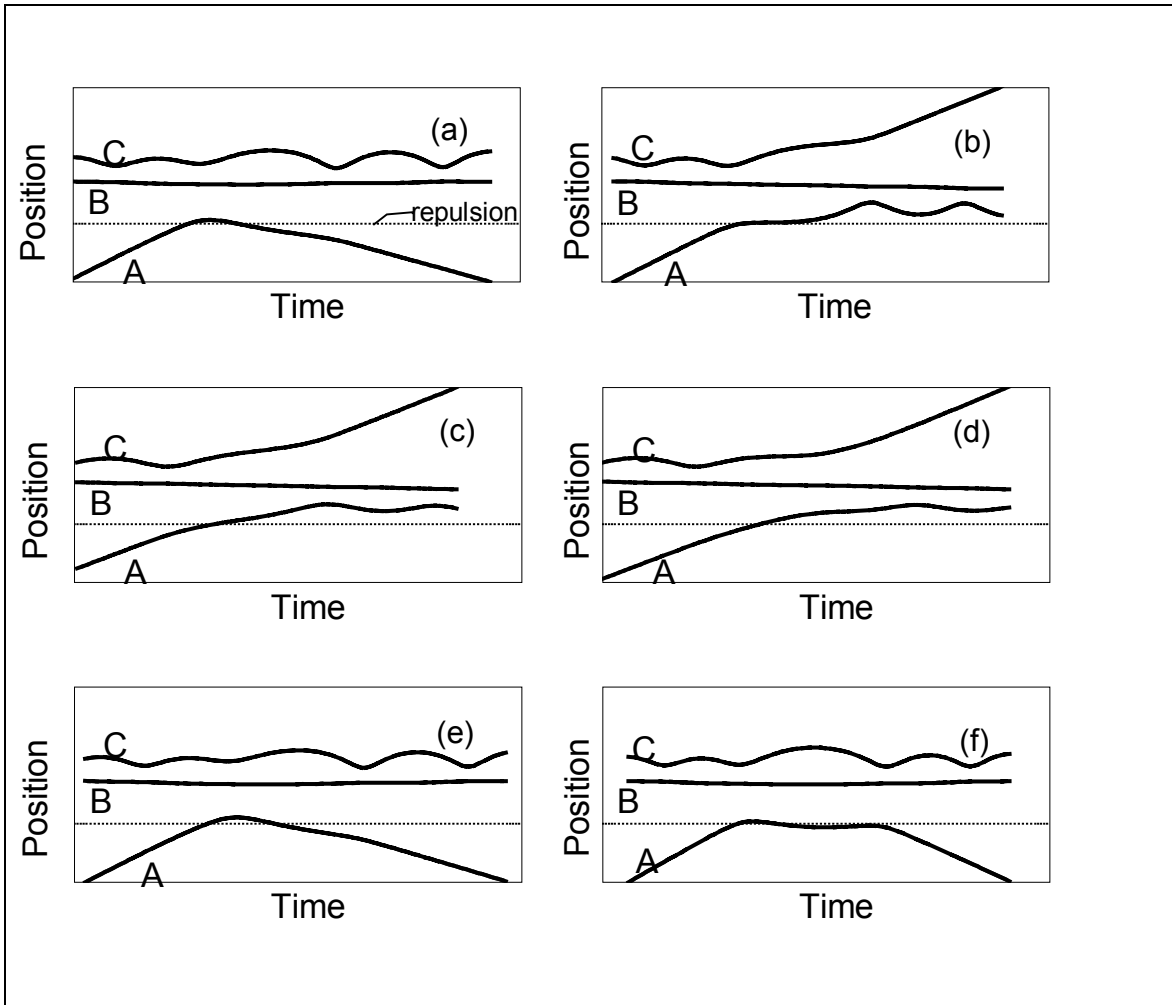 C
(a)
B
repulsion
A
Position
Time
C
(b)
B
A
Position
Time
C
(c)
B
A
Position
Time
C
(d)
B
A
Position
Time
C
(e)
B
A
Position
Time
C
(f)
B
A
Position
Time